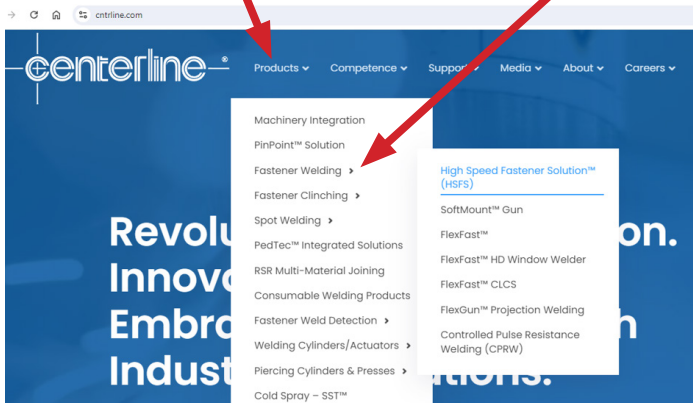 cntrline.com
centerline®
Products Competence Support Media About Careers
Machinery Integration
PinPoint™ Solution
Fastener Welding
Fastener Clinching
Spot Welding
PedTec™ Integrated Solutions
RSR Multi-Material Joining
Consumable Welding Products
Fastener Weld Detection
Welding Cylinders/Actuators
Piercing Cylinders & Presses
Cold Spray – SST™
High Speed Fastener Solution™
(HSFS)
SoftMount™ Gun
FlexFast™
FlexFast™ HD Window Welder
FlexFast™ CLCS
FlexGun™ Projection Welding
Controlled Pulse Resistance
Welding (CPRW)
Revolu on.
Innov
Embra h
Indust